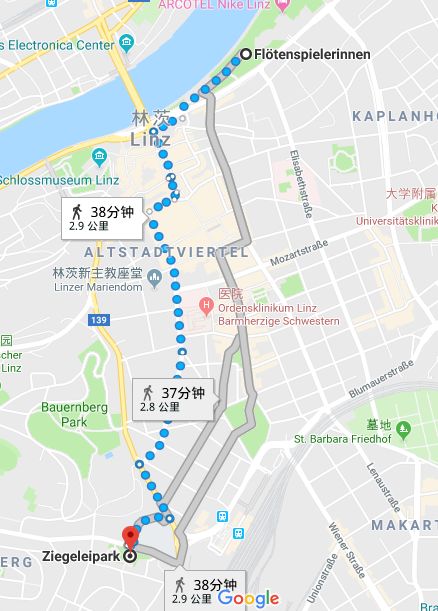 ARCOTEL Nike Linz
s Electronica Center
Flötenspielerinnen
林茨
Linz
KAPLANHO
Elisabethstraße
Schlossmuseum Linz
大学附属
Universitätsklinik
38分钟
2.9 公里
ALTSTADTVIERTEL
Mozartstraße
林茨新主教座堂
Linzer Mariendom
医院
Ordensklinikum Linz
Barmherzige Schwestern
139
园
scher
Linz
Blumauerstraße
37分钟
2.8 公里
Bauernberg
Park
墓地
St. Barbara Friedhof
Lenaustraße
Wiener Straße
MAKART
Ziegeleipark
BERG
Unionstraße
38分钟
2.9 公里
Google